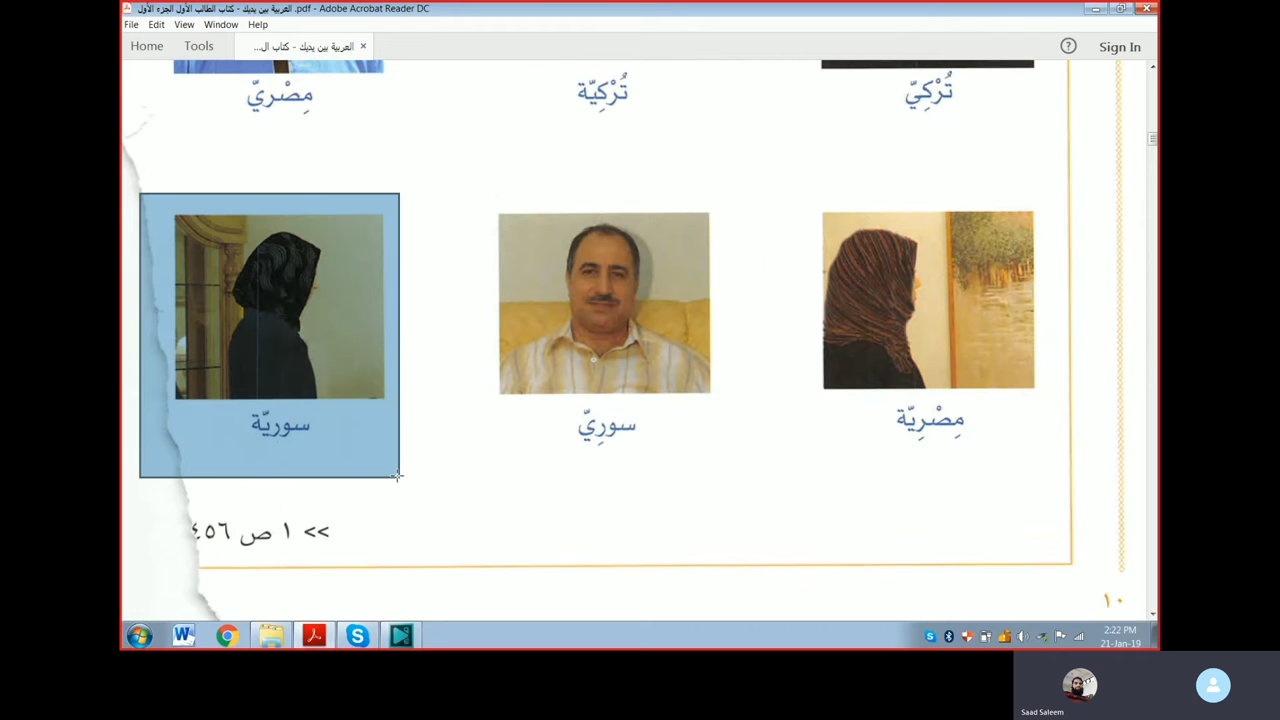 العربية بين يديك - كتاب الطالب الأول الجزء الأول.pdf - Adobe Acrobat Reader DC
File Edit View Window Help
Home Tools العربية بين يديك - كتاب ال... × Sign In
تُرْكِيّ تُرْكِيّة مِصْريّ
مِصْرِيّة سورِيّ سوريّة
>> ١ ص ٤٥٦
١٠
2:22 PM
21-Jan-19
Saad Saleem